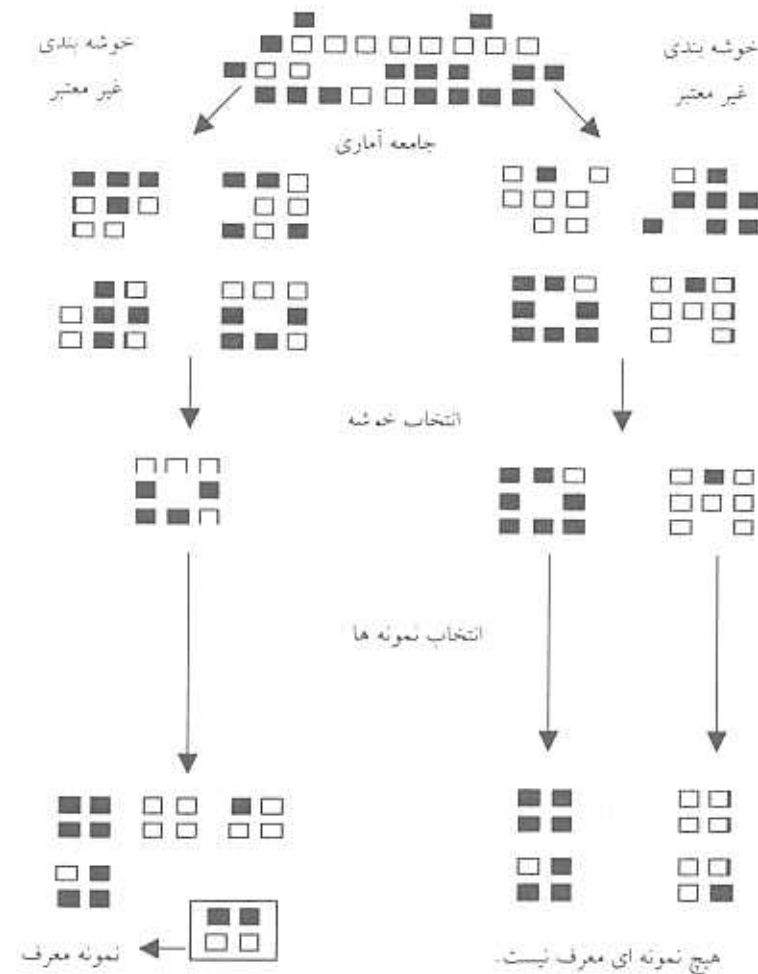 خوشه بندی
غیر معتبر
خوشه بندی
غیر معتبر
جامعه آماری
انتخاب خوشه
انتخاب نمونه ها
هیچ نمونه ای معرف نیست.
نمونه معرف